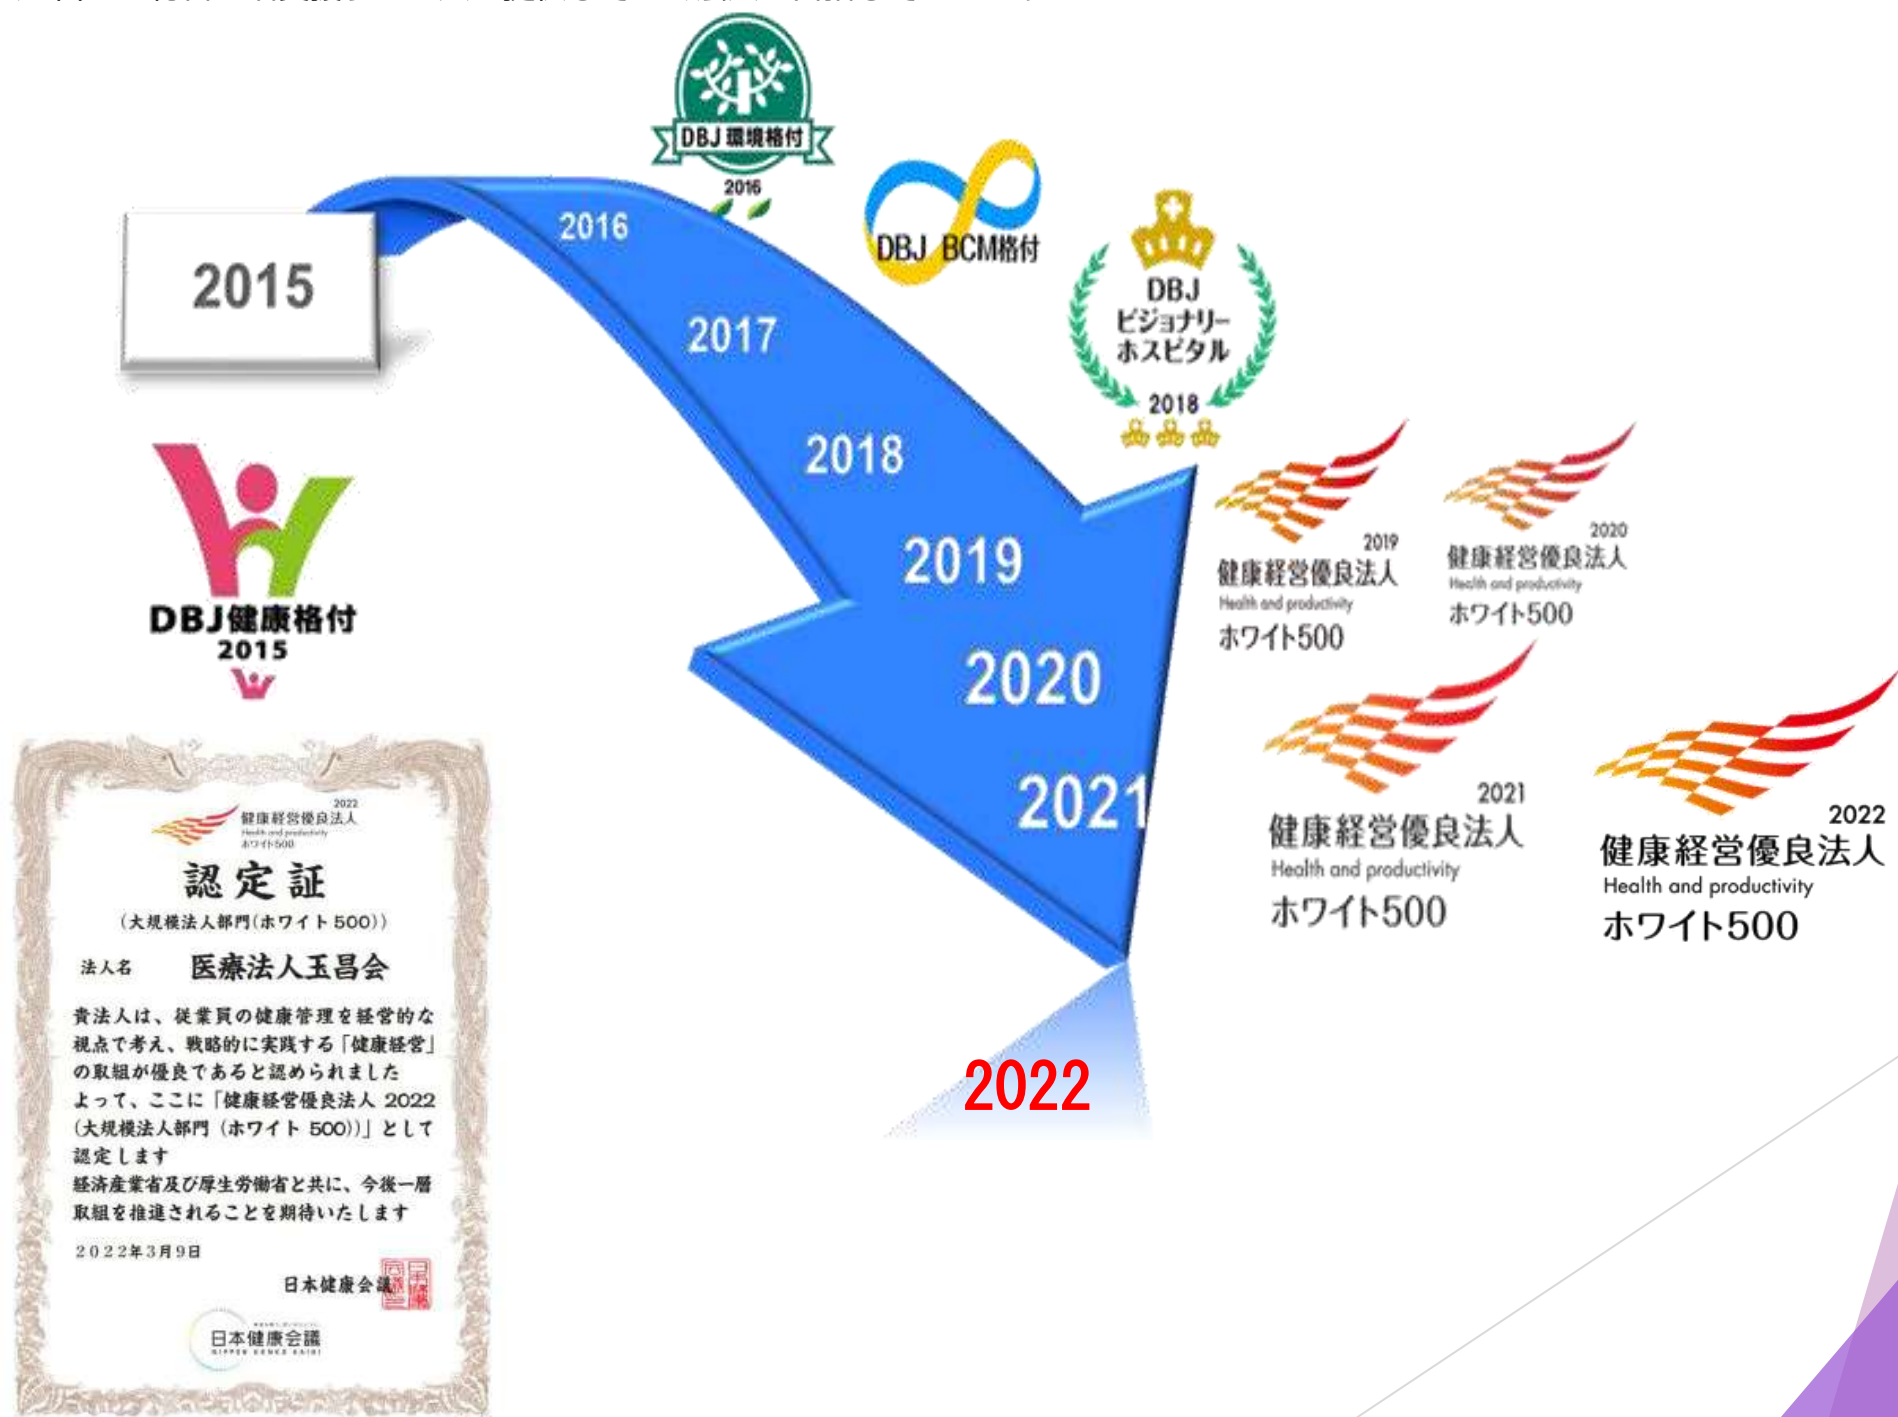 DBJ 環境格付
2016
DBJ BCM格付
DBJ
ビジョナリー
ホスピタル
2018
2015
2016
2017
2018
2019
2020
2021
2022
DBJ健康格付
2015
2019
健康経営優良法人
Health and productivity
ホワイト500
2020
健康経営優良法人
Health and productivity
ホワイト500
2021
健康経営優良法人
Health and productivity
ホワイト500
2022
健康経営優良法人
Health and productivity
ホワイト500
2022
健康経営優良法人
Health and productivity
ホワイト500
認定証
(大規模法人部門(ホワイト500))
法人名 医療法人玉昌会
貴法人は、従業員の健康管理を経営的な
視点で考え、戦略的に実践する「健康経営」
の取組が優良であると認められました
よって、ここに「健康経営優良法人 2022
(大規模法人部門(ホワイト 500))」として
認定します
経済産業省及び厚生労働省と共に、今後一層
取組を推進されることを期待いたします
2022年3月9日
日本健康会議
日本健康会議
NIPPON KENKO KAIGI